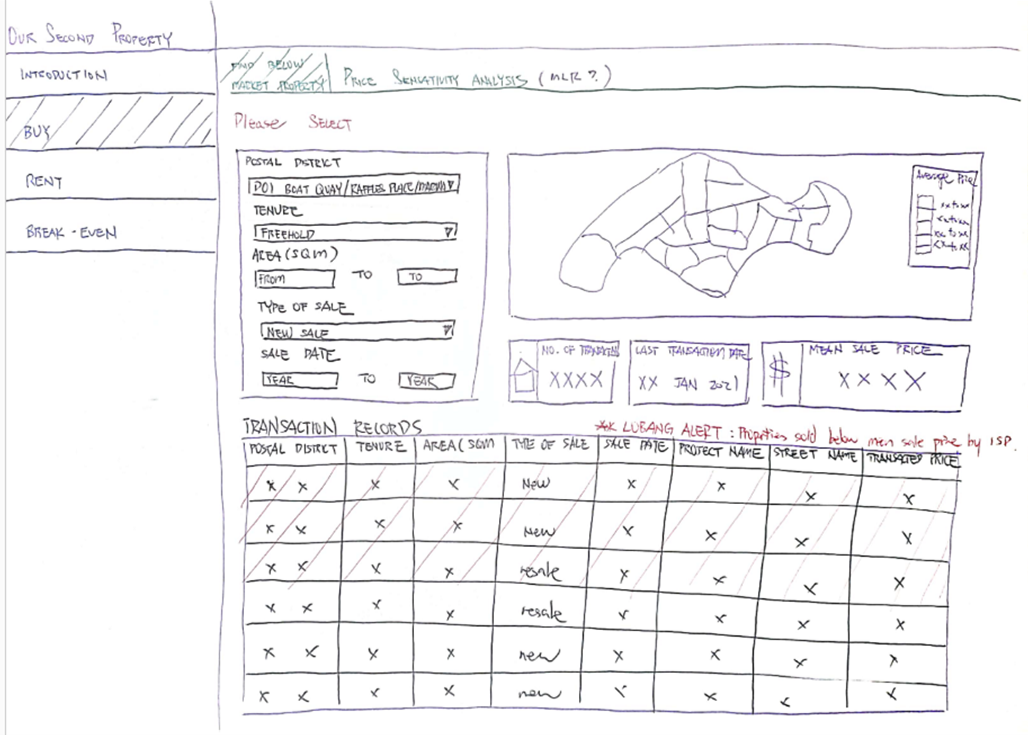 OUR SECOND PROPERTY
INTRODUCTION
BUY
RENT
BREAK - EVEN
FIND BELOW
MARKET PROPERTY
PRICE SENSATIVITY ANALYSIS (MLR?)
Please SELECT
POSTAL DISTRICT
D01 BOAT QUAY/RAFFLES PLACE/MARINA
TENURE
FREEHOLD
AREA (SQM)
FROM TO TO
TYPE OF SALE
NEW SALE
SALE DATE
YEAR TO YEAR
Average Price
xx to xx
xx to xx
xx to xx
xx to xx
NO. OF
XXXX
LAST TRANSACTION DATE
XX JAN 2021
$
MEAN SALE PRICE
XXXX
TRANSACTION RECORDS
LUBANG ALERT : Properties sold below men sale price by 1SP.
POSTAL DISTRICT TENURE AREA (SQM TYPE OF SALE SALE DATE PROJECT NAME STREET NAME TRANSACTED PRICE
x x x x New x x x x
x x x x new x x x x
x x x x resale x x x x
x x x x resale x x x x
x x x x new x x x x
x x x x new x x x x